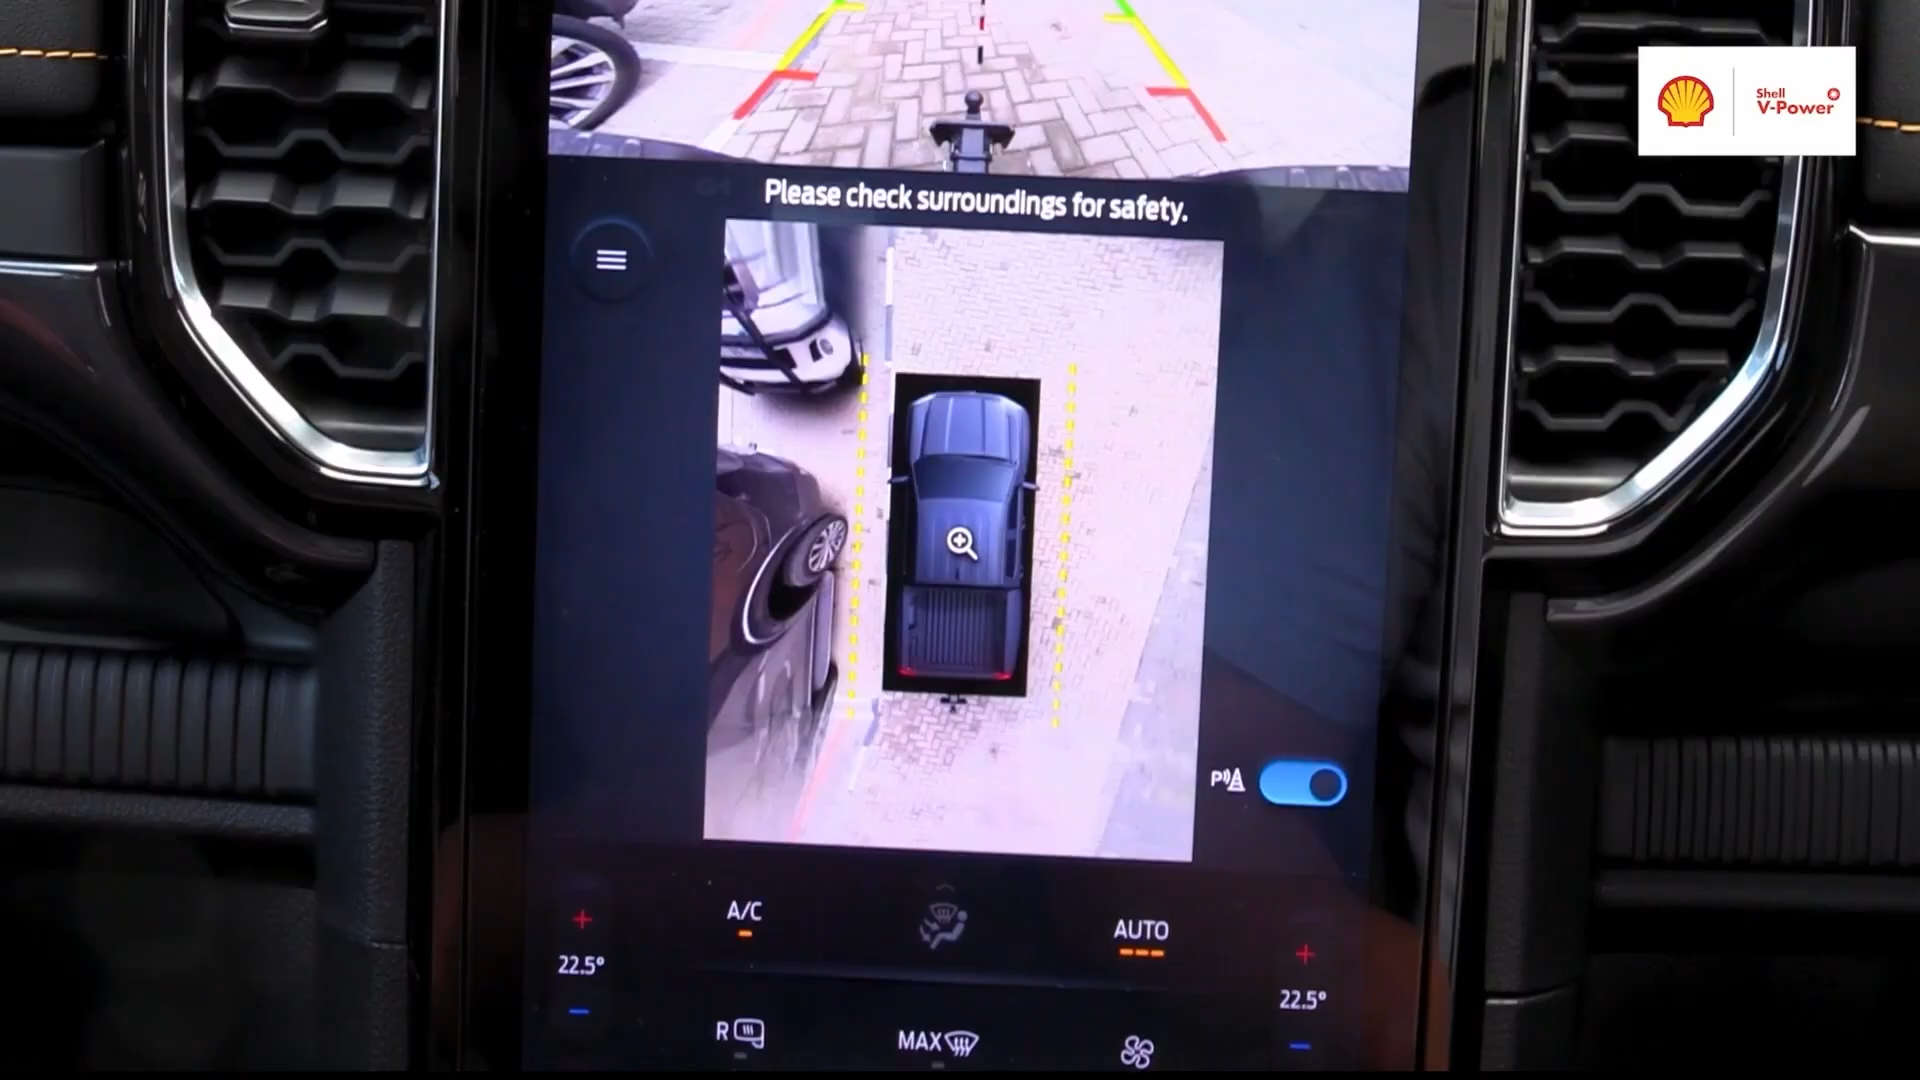 Shell
V-Power
Please check surroundings for safety.
P
A/C
AUTO
22.5°
22.5°
R
MAX